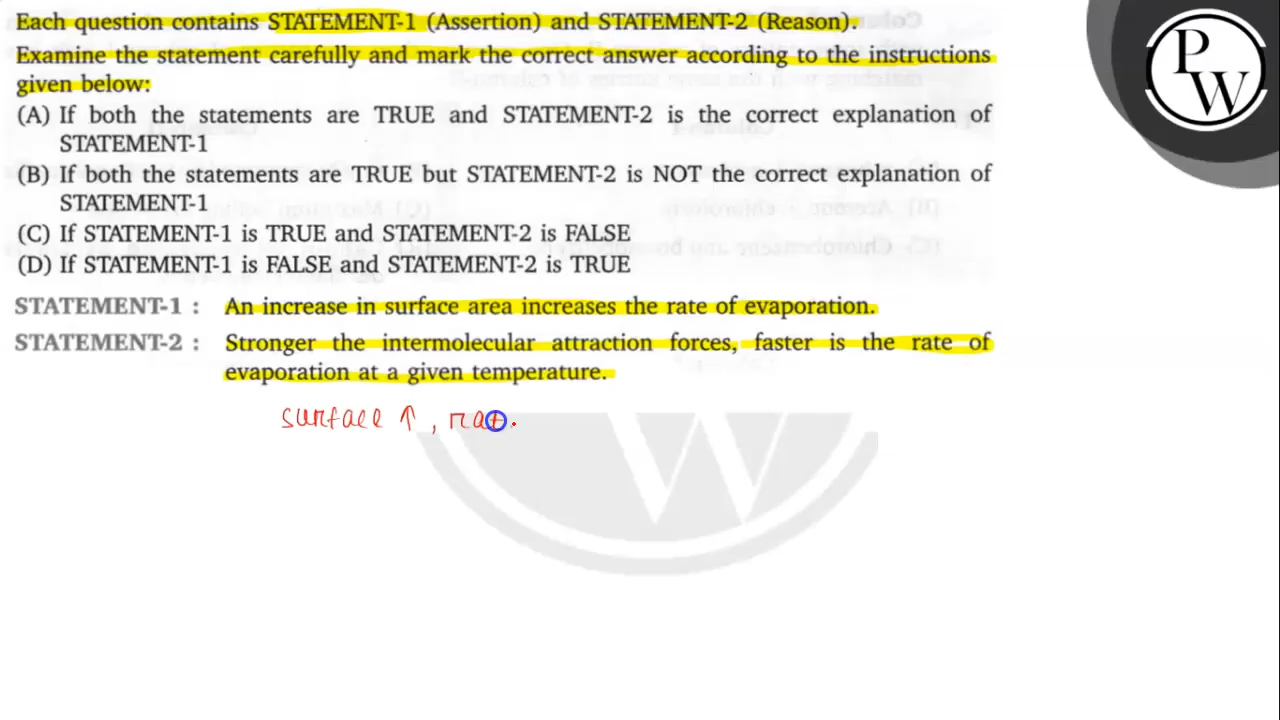 Each question contains STATEMENT-1 (Assertion) and STATEMENT-2 (Reason).
Examine the statement carefully and mark the correct answer according to the instructions
given below:
(A) If both the statements are TRUE and STATEMENT-2 is the correct explanation of
STATEMENT-1
(B) If both the statements are TRUE but STATEMENT-2 is NOT the correct explanation of
STATEMENT-1
(C) If STATEMENT-1 is TRUE and STATEMENT-2 is FALSE
(D) If STATEMENT-1 is FALSE and STATEMENT-2 is TRUE
STATEMENT-1 : An increase in surface area increases the rate of evaporation.
STATEMENT-2 : Stronger the intermolecular attraction forces, faster is the rate of
evaporation at a given temperature.
surface ↑ ,
P
W